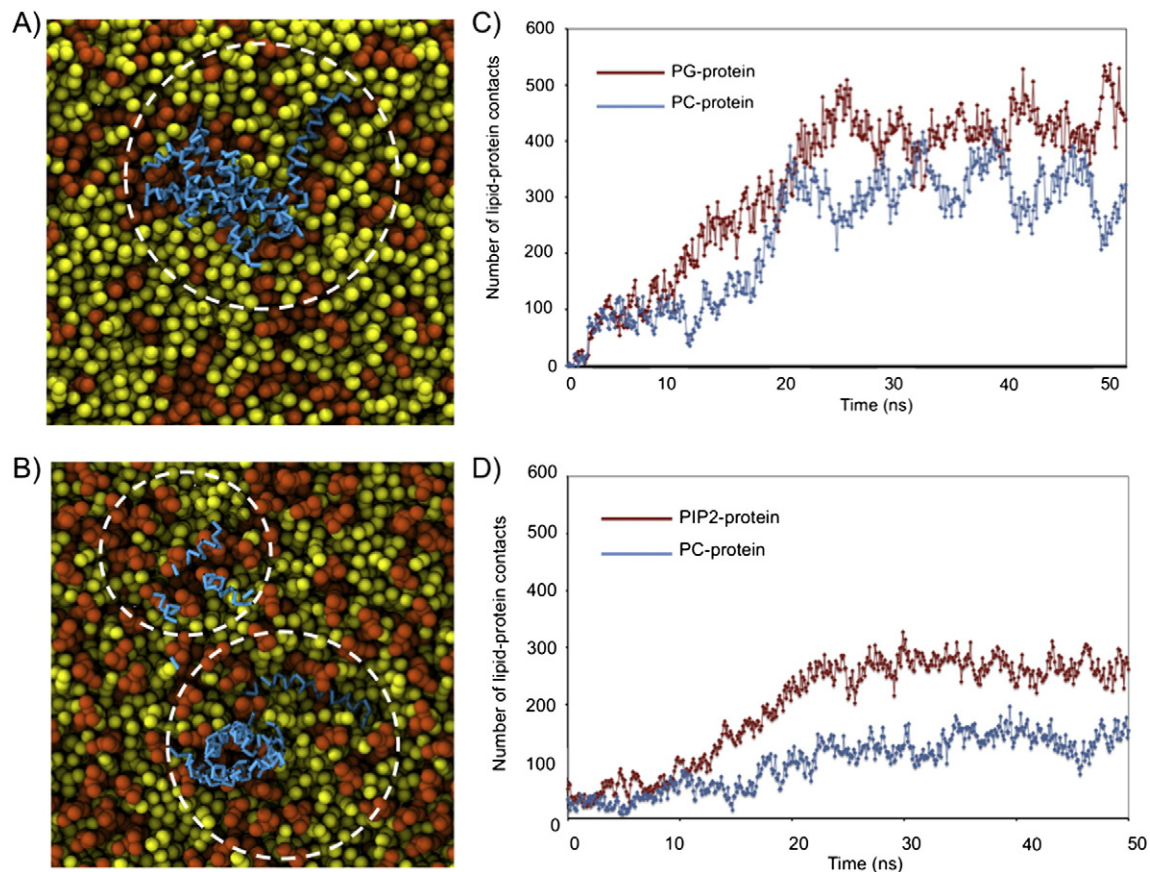 A)
C)
600
500
400
300
200
100
0
Number of lipid-protein contacts
PG-protein
PC-protein
0 10 20 30 40 50
Time (ns)
B)
D)
600
500
400
300
200
100
0
Number of lipid-protein contacts
PIP2-protein
PC-protein
0 10 20 30 40 50
Time (ns)